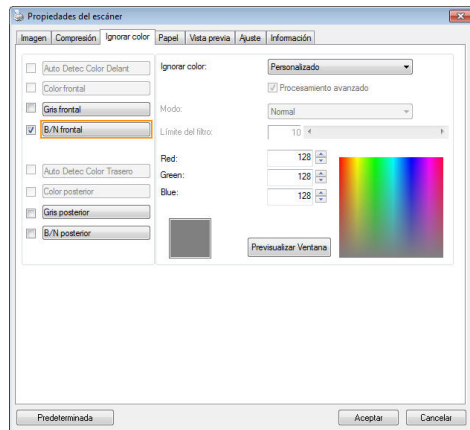 Propiedades del escáner
Imagen Compresión Ignorar color Papel Vista previa Ajuste Información
Auto Detec Color Delant
Color frontal
Gris frontal
B/N frontal
Auto Detec Color Trasero
Color posterior
Gris posterior
B/N posterior
Ignorar color: Personalizado
Procesamiento avanzado
Modo: Normal
Límite del filtro: 10
Red: 128
Green: 128
Blue: 128
Previsualizar Ventana
Predeterminada Aceptar Cancelar